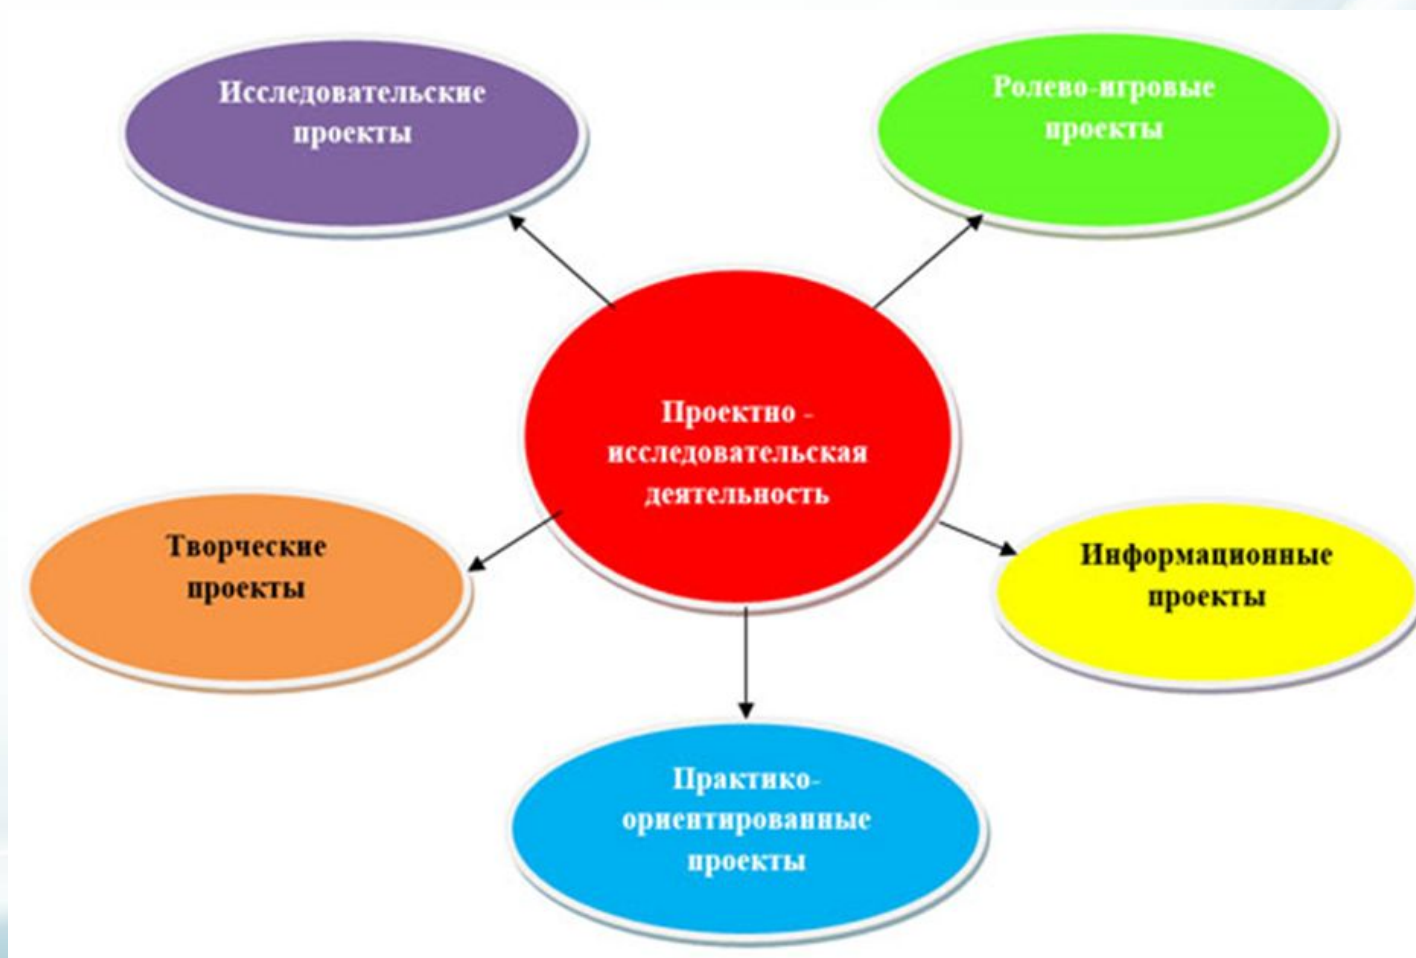 Исследовательские
проекты
Ролево-игровые
проекты
Проектно -
исследовательская
деятельность
Творческие
проекты
Информационные
проекты
Практико-
ориентированные
проекты